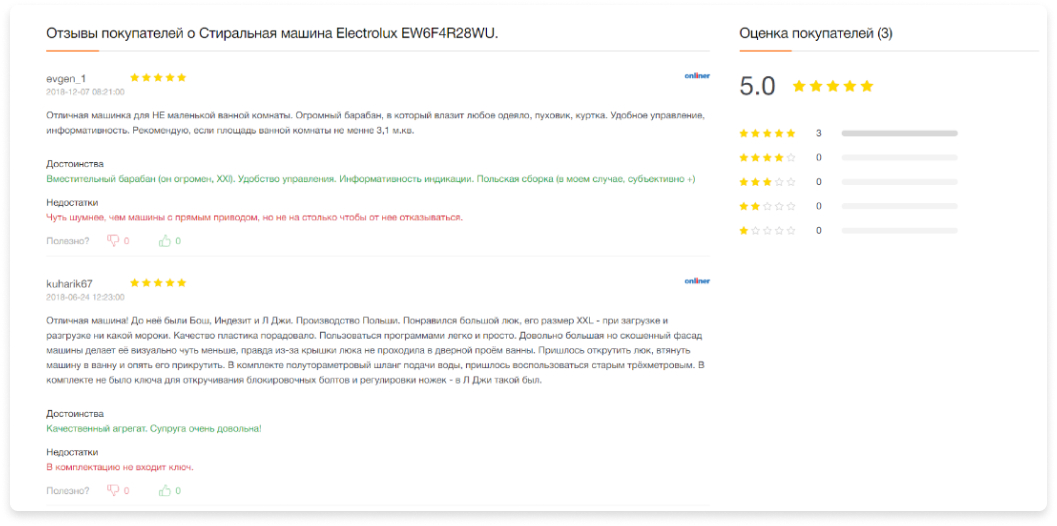 Отзывы покупателей о Стиральная машина Electrolux EW6F4R28WU.
evgen_1
onliner
2018-12-07 08:21:00
Отличная машинка для НЕ маленькой ванной комнаты. Огромный барабан, в который влазит любое одеяло, пуховик, куртка. Удобное управление,
информативность. Рекомендую, если площадь ванной комнаты не менне 3,1 м.кв.
Достоинства
Вместительный барабан (он огромен, XXl). Удобство управления. Информативность индикации. Польская сборка (в моем случае, субъективно +)
Недостатки
Чуть шумнее, чем машины с прямым приводом, но не на столько чтобы от нее отказываться.
Полезно? 0 0
kuharik67
onliner
2018-06-24 12:23:00
Отличная машина! До неё были Бош, Индезит и Л Джи. Производство Польши. Понравился большой люк, его размер XXL - при загрузке и
разгрузке ни какой мороки. Качество пластика порадовало. Пользоваться программами легко и просто. Довольно большая но скошенный фасад
машины делает её визуально чуть меньше, правда из-за крышки люка не проходила в дверной проём ванны. Пришлось открутить люк, втянуть
машину в ванну и опять его прикрутить. В комплекте полутораметровый шланг подачи воды, пришлось воспользоваться старым трёхметровым. В
комплекте не было ключа для откручивания блокировочных болтов и регулировки ножек - в Л Джи такой был.
Достоинства
Качественный агрегат. Супруга очень довольна!
Недостатки
В комплектацию не входит ключ.
Полезно? 0 0
Оценка покупателей (3)
5.0
3
0
0
0
0